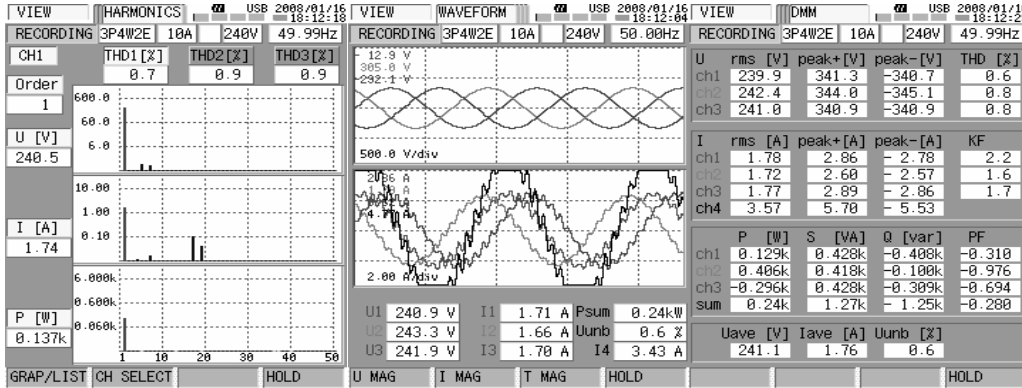 VIEW HARMONICS USB 2008/01/16 18:12:18
RECORDING 3P4W2E 10A 240V 49.99Hz
CH1 THD1[%] THD2[%] THD3[%]
0.7 0.9 0.9
Order
1
U [V]
240.5
I [A]
1.74
P [W]
0.137k
600.0
60.0
6.0
10.00
1.00
0.10
6.000k
0.600k
0.060k
1 10 20 30 40 50
GRAP/LIST CH SELECT HOLD
VIEW WAVEFORM USB 2008/01/16 18:12:04
RECORDING 3P4W2E 10A 240V 50.00Hz
- 12.9 V
305.0 V
-292.1 V
500.0 V/div
2.00 A/div
U1 240.9 V I1 1.71 A Psum 0.24kW
U2 243.3 V I2 1.66 A Uunb 0.6 %
U3 241.9 V I3 1.70 A I4 3.43 A
U MAG I MAG T MAG HOLD
VIEW DMM USB 2008/01/16
RECORDING 3P4W2E 10A 240V 49.99Hz
U rms [V] peak+[V] peak-[V] THD [%]
ch1 239.9 341.3 -340.7 0.6
ch2 242.4 344.0 -345.1 0.8
ch3 241.0 340.9 -340.9 0.8
I rms [A] peak+[A] peak-[A] KF
ch1 1.78 2.86 - 2.78 2.2
ch2 1.72 2.60 - 2.57 1.6
ch3 1.77 2.89 - 2.86 1.7
ch4 3.57 5.70 - 5.53
P [W] S [VA] Q [var] PF
ch1 0.129k 0.428k -0.408k -0.310
ch2 0.406k 0.418k -0.100k -0.976
ch3 -0.296k 0.428k -0.309k -0.694
sum 0.24k 1.27k - 1.25k -0.280
Uave [V] Iave [A] Uunb [%]
241.1 1.76 0.6
HOLD